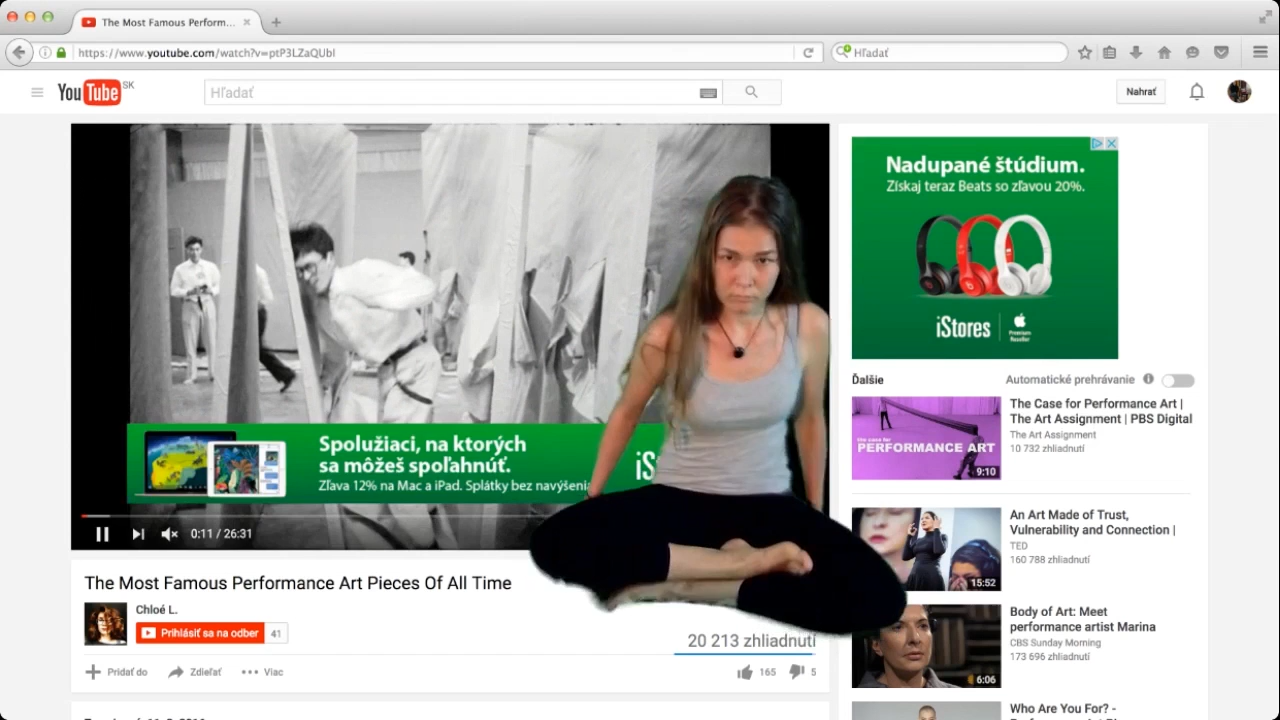 The Most Famous Perform...
https://www.youtube.com/watch?v=ptP3LZaQUbI
Hľadať
YouTube SK
Hľadať
Nahrať
Nadupané štúdium.
Získaj teraz Beats so zľavou 20%.
iStores
Premium
Reseller
Spolužiaci, na ktorých
sa môžeš spoľahnúť.
Zľava 12% na Mac a iPad. Splátky bez navýšenia
iS
0:11 / 26:31
The Most Famous Performance Art Pieces Of All Time
Chloé L.
Prihlásiť sa na odber 41
20 213 zhliadnutí
Pridať do Zdieľať Viac
165 5
Ďalšie
Automatické prehrávanie
The Case for Performance Art |
The Art Assignment | PBS Digital
The Art Assignment
10 732 zhliadnutí
the case for
PERFORMANCE ART
9:10
An Art Made of Trust,
Vulnerability and Connection |
TED
160 788 zhliadnutí
15:52
Body of Art: Meet
performance artist Marina
CBS Sunday Morning
173 696 zhliadnutí
6:06
Who Are You For? -